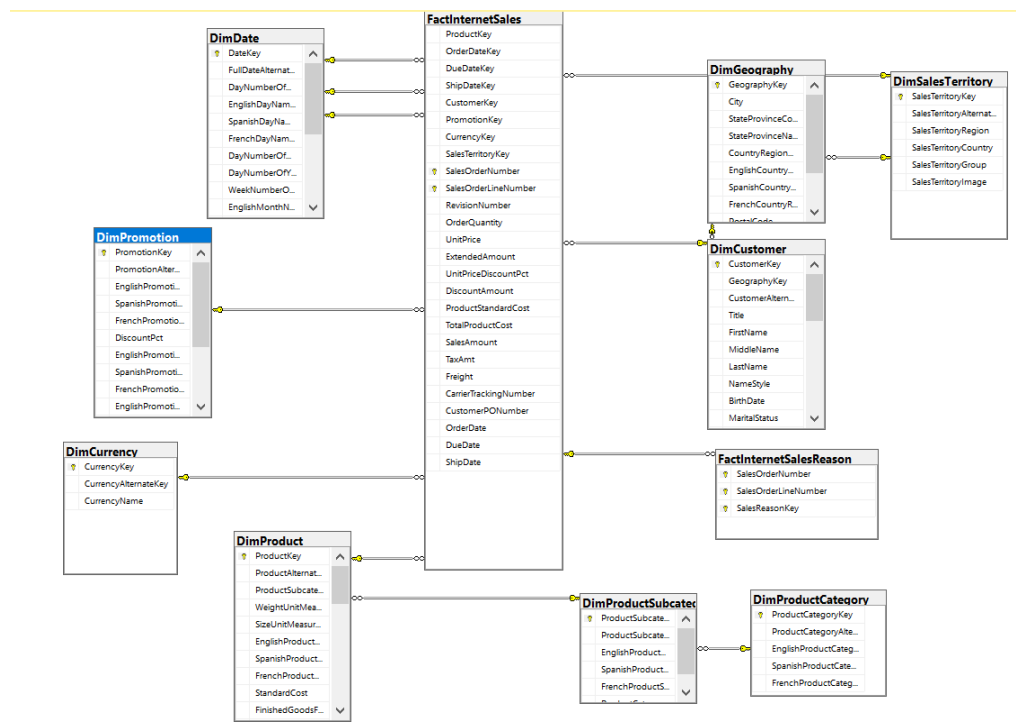 FactInternetSales
ProductKey
OrderDateKey
DueDateKey
ShipDateKey
CustomerKey
PromotionKey
CurrencyKey
SalesTerritoryKey
SalesOrderNumber
SalesOrderLineNumber
RevisionNumber
OrderQuantity
UnitPrice
ExtendedAmount
UnitPriceDiscountPct
DiscountAmount
ProductStandardCost
TotalProductCost
SalesAmount
TaxAmt
Freight
CarrierTrackingNumber
CustomerPONumber
OrderDate
DueDate
ShipDate
DimDate
DateKey
FullDateAlternat...
DayNumberOf...
EnglishDayNam...
SpanishDayNa...
FrenchDayNam...
DayNumberOf...
DayNumberOfY...
WeekNumberO...
EnglishMonthN...
DimGeography
GeographyKey
City
StateProvinceCo...
StateProvinceNa...
CountryRegion...
EnglishCountry...
SpanishCountry...
FrenchCountryR...
PostalCode
DimSalesTerritory
SalesTerritoryKey
SalesTerritoryAlternat...
SalesTerritoryRegion
SalesTerritoryCountry
SalesTerritoryGroup
SalesTerritoryImage
DimPromotion
PromotionKey
PromotionAlter...
EnglishPromoti...
SpanishPromoti...
FrenchPromotio...
DiscountPct
EnglishPromoti...
SpanishPromoti...
FrenchPromotio...
EnglishPromoti...
DimCustomer
CustomerKey
GeographyKey
CustomerAltern...
Title
FirstName
MiddleName
LastName
NameStyle
BirthDate
MaritalStatus
DimCurrency
CurrencyKey
CurrencyAlternateKey
CurrencyName
FactInternetSalesReason
SalesOrderNumber
SalesOrderLineNumber
SalesReasonKey
DimProduct
ProductKey
ProductAlternat...
ProductSubcate...
WeightUnitMea...
SizeUnitMeasur...
EnglishProduct...
SpanishProduct...
FrenchProduct...
StandardCost
FinishedGoodsF...
DimProductSubcateg
ProductSubcate...
ProductSubcate...
EnglishProduct...
SpanishProduct...
FrenchProductS...
DimProductCategory
ProductCategoryKey
ProductCategoryAlte...
EnglishProductCateg...
SpanishProductCate...
FrenchProductCateg...